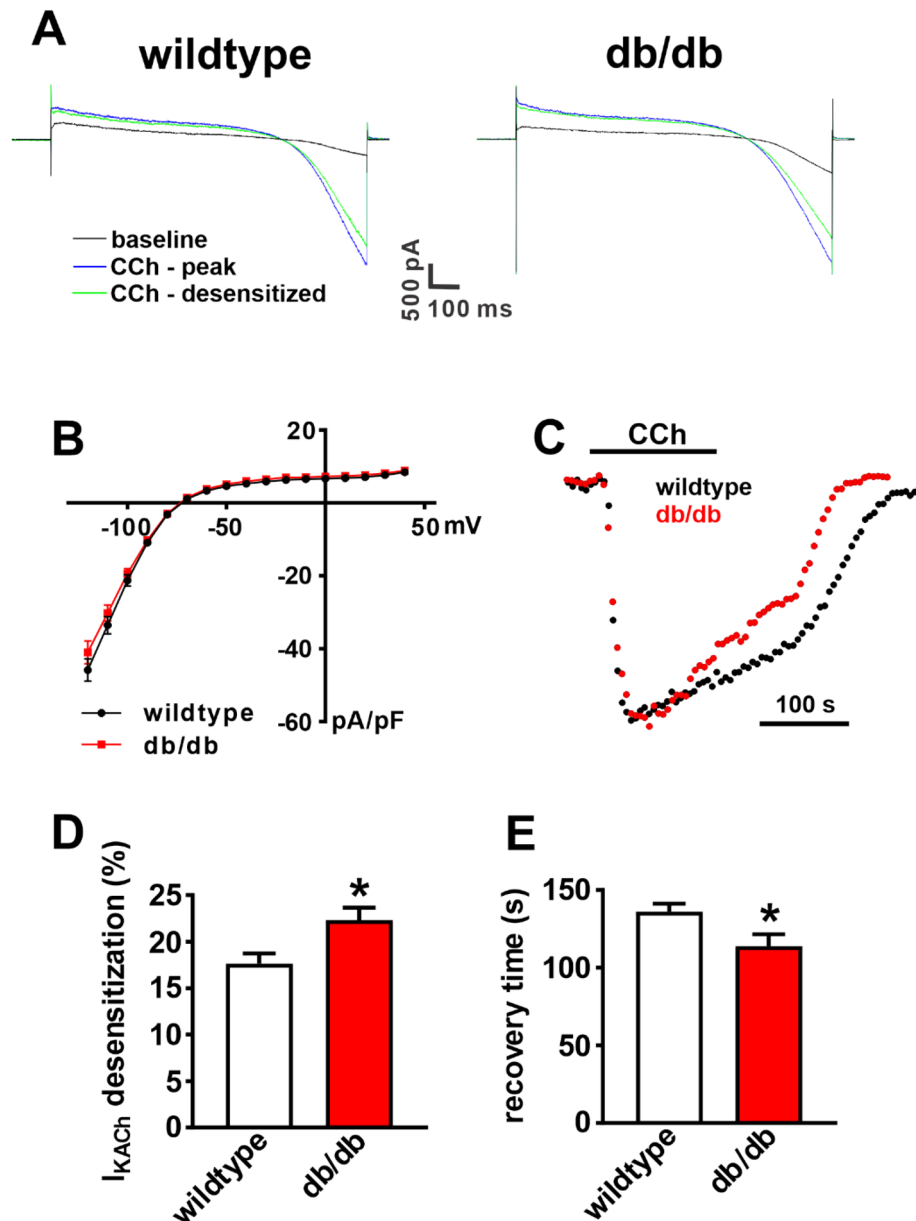 A
wildtype
db/db
baseline
CCh - peak
CCh - desensitized
500 pA
100 ms
B
20
-100
-50
50 mV
-20
-40
-60 pA/pF
wildtype
db/db
C
CCh
wildtype
db/db
100 s
D
IKACh desensitization (%)
25
20
15
10
5
0
wildtype
db/db
*
E
recovery time (s)
150
100
50
0
wildtype
db/db
*